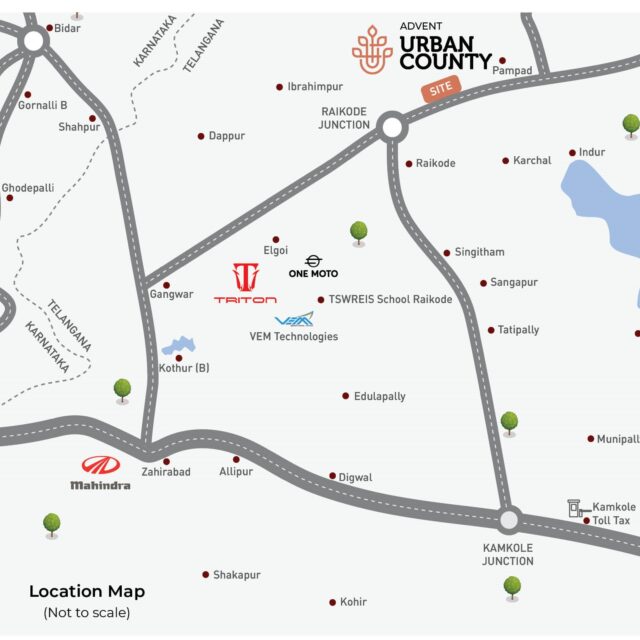 Bidar
KARNATAKA
TELANGANA
ADVENT
URBAN
COUNTY
Pampad
SITE
Gornalli B
Ibrahimpur
RAIKODE
JUNCTION
Shahpur
Dappur
Raikode
Karchal
Indur
Ghodepalli
Elgoi
Singitham
ONE MOTO
Gangwar
TRITON
Sangapur
TSWREIS School Raikode
TELANGANA
KARNATAKA
VEM
VEM Technologies
Tatipally
Kothur (B)
Edulapally
Munipall
Mahindra
Zahirabad
Allipur
Digwal
Kamkole
Toll Tax
KAMKOLE
JUNCTION
Shakapur
Location Map
(Not to scale)
Kohir